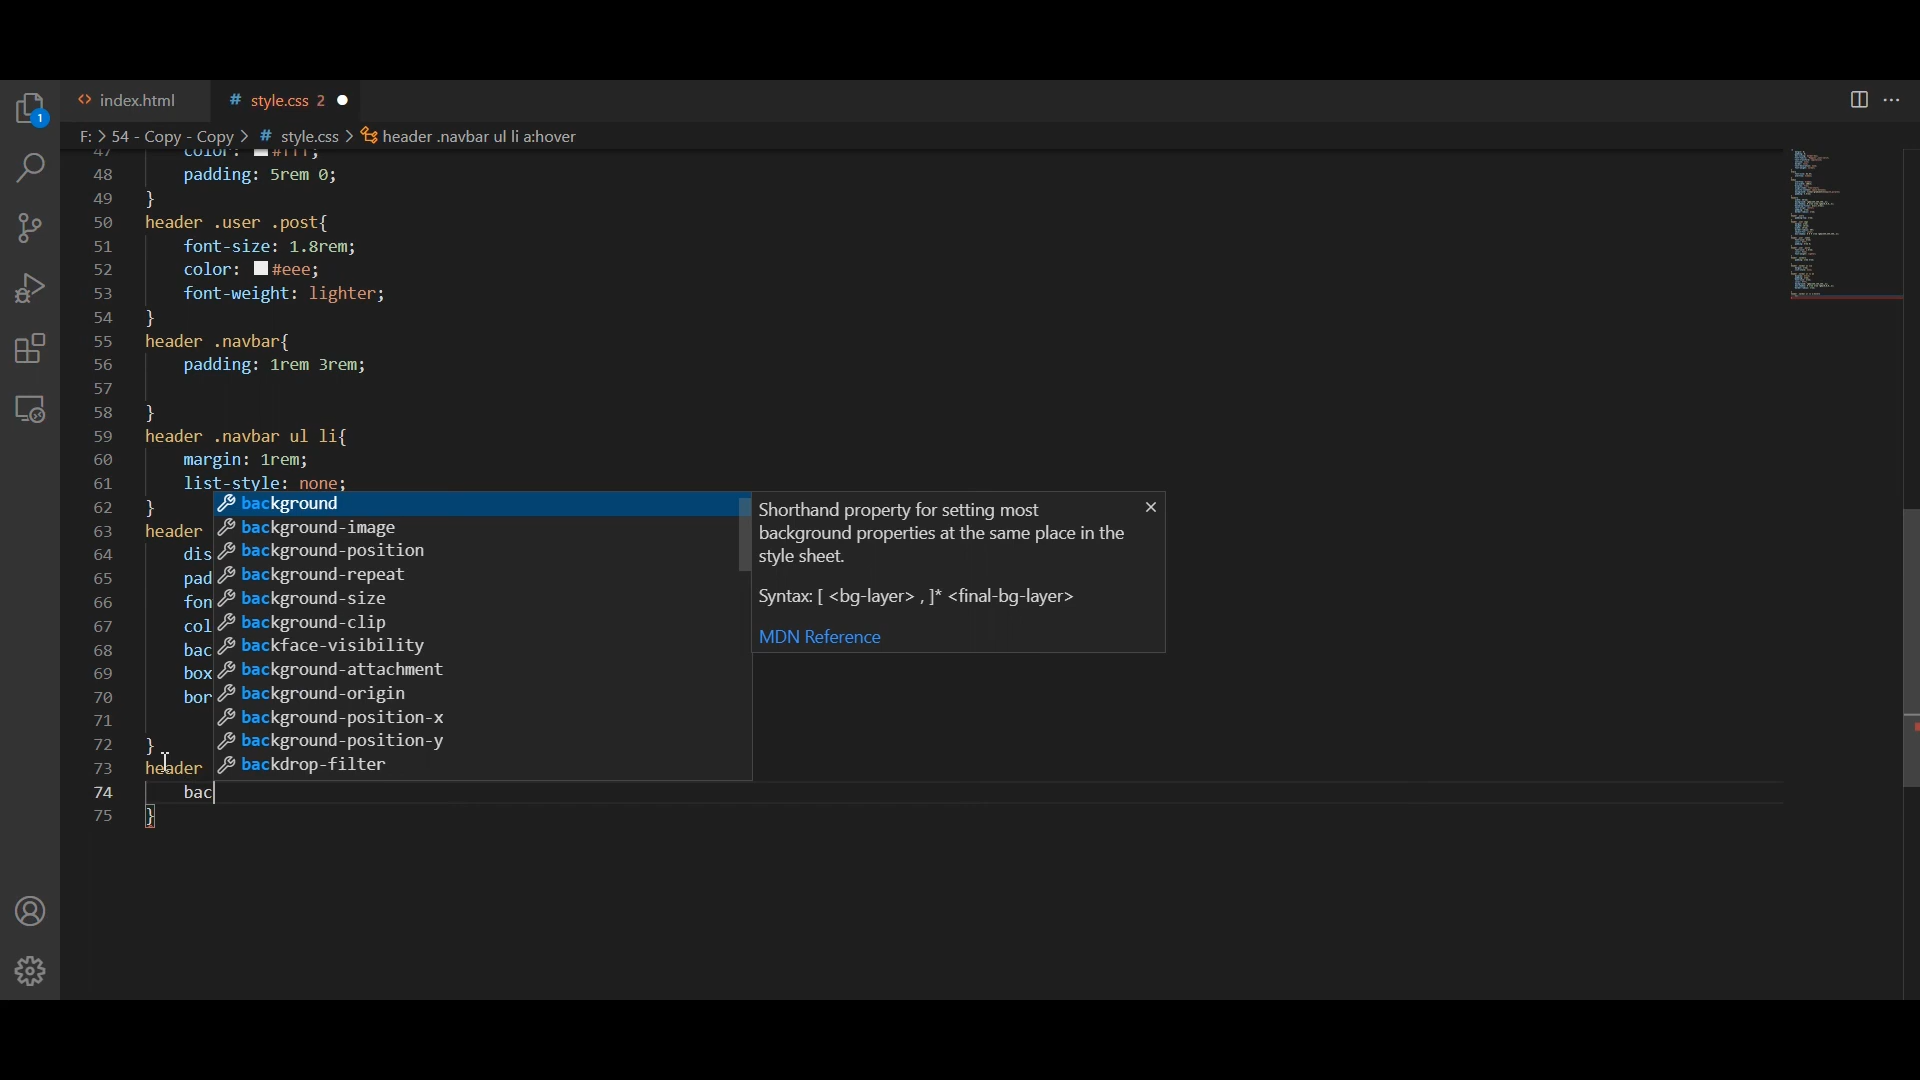 1
index.html
# style.css 2
F: > 54 - Copy - Copy > # style.css > header .navbar ul li a:hover
47 color: #fff;
48 padding: 5rem 0;
49 }
50 header .user .post{
51 font-size: 1.8rem;
52 color: #eee;
53 font-weight: lighter;
54 }
55 header .navbar{
56 padding: 1rem 3rem;
57
58 }
59 header .navbar ul li{
60 margin: 1rem;
61 list-style: none;
62 }
63 header
64 dis
65 pad
66 fon
67 col
68 bac
69 box
70 bor
71
72 }
73 header
74 bac
75 }
background
background-image
background-position
background-repeat
background-size
background-clip
backface-visibility
background-attachment
background-origin
background-position-x
background-position-y
backdrop-filter
Shorthand property for setting most
background properties at the same place in the
style sheet.
Syntax: [ <bg-layer> , ]* <final-bg-layer>
MDN Reference